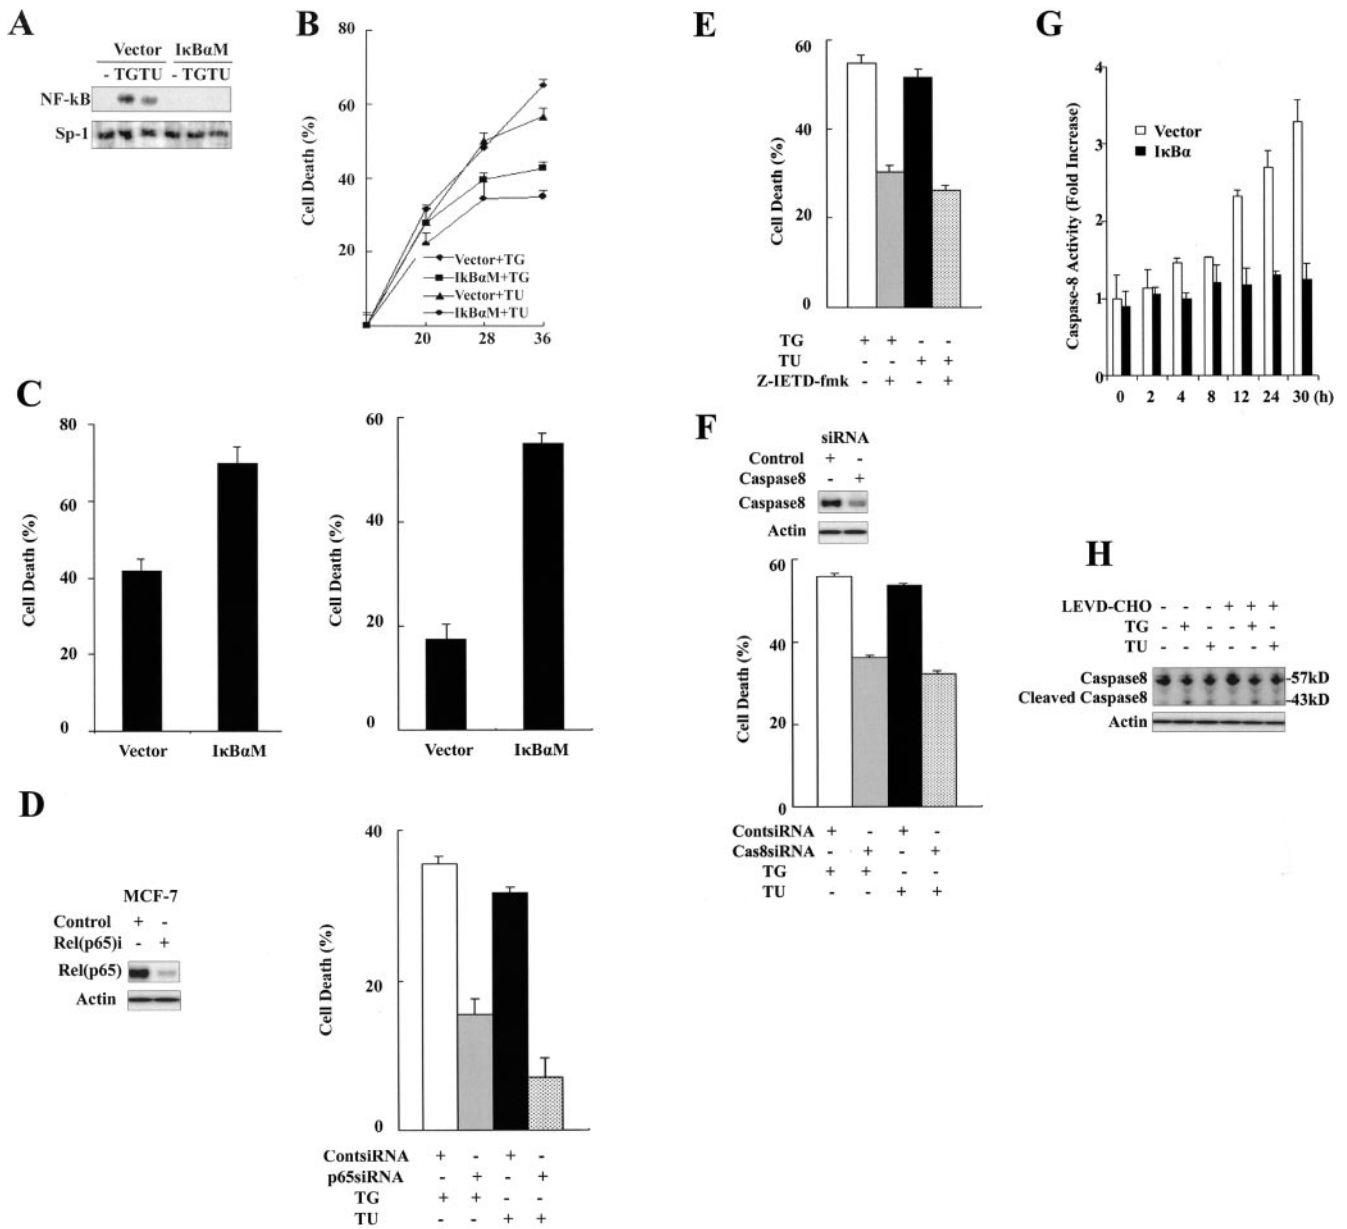 A
Vector IκBαM
- TGTU - TGTU
NF-kB
Sp-1
B
80
60
40
20
Cell Death (%)
Vector+TG
IkBαM+TG
Vector+TU
IkBαM+TU
20 28 36
C
80
60
40
20
0
Cell Death (%)
Vector IκBαM
60
40
20
0
Cell Death (%)
Vector IκBαM
D
MCF-7
Control + -
Rel(p65)i - +
Rel(p65)
Actin
40
20
0
Cell Death (%)
ContsiRNA + - + -
p65siRNA - + - +
TG + + - -
TU - - + +
E
60
40
20
0
Cell Death (%)
TG + + - -
TU - - + +
Z-IETD-fmk - + - +
F
siRNA
Control + -
Caspase8 - +
Caspase8
Actin
60
40
20
0
Cell Death (%)
ContsiRNA + - + -
Cas8siRNA - + - +
TG + + - -
TU - - + +
G
4
3
2
1
0
Caspase-8 Activity (Fold Increase)
Vector
IκBα
0 2 4 8 12 24 30 (h)
H
LEVD-CHO - - - + + +
TG - + - - + -
TU - - + - - +
Caspase8 -57kD
Cleaved Caspase8 -43kD
Actin